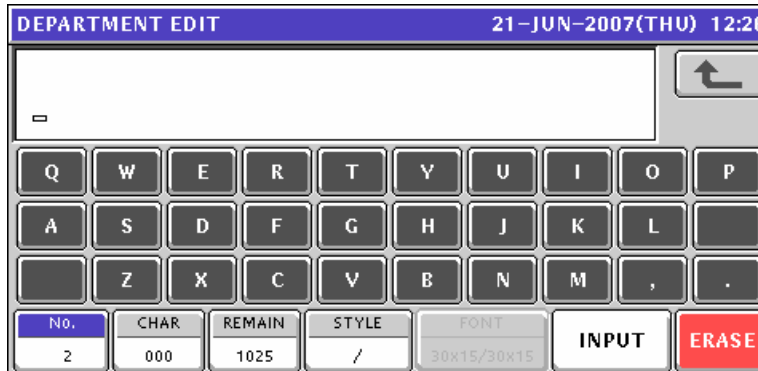 DEPARTMENT EDIT 21-JUN-2007(THU) 12:20
Q W E R T Y U I O P
A S D F G H J K L
Z X C V B N M , .
No. CHAR REMAIN STYLE FONT INPUT ERASE
2 000 1025 / 30x15/30x15